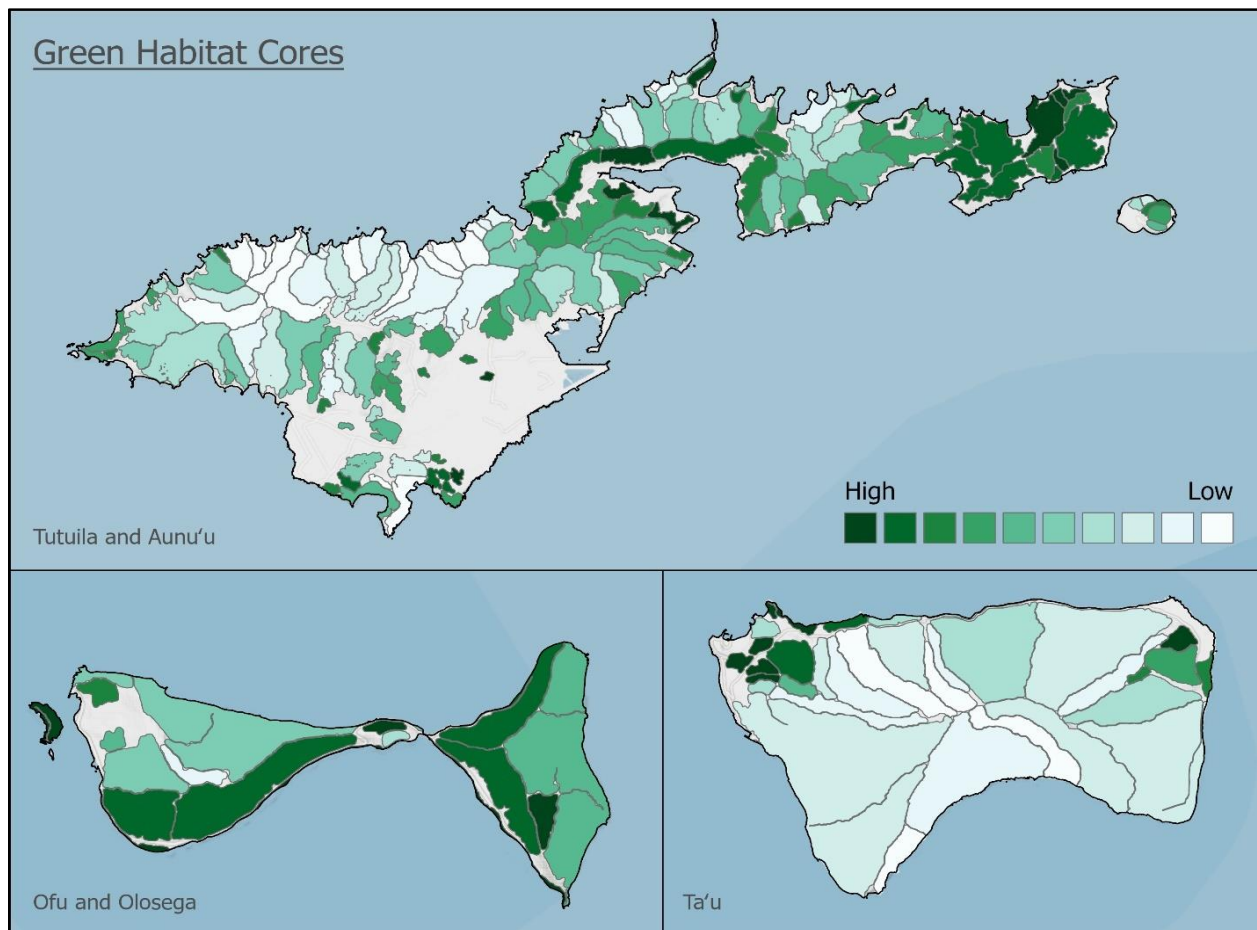 Green Habitat Cores
High Low
Tutuila and Aunu‘u
Ofu and Olosega
Ta‘u